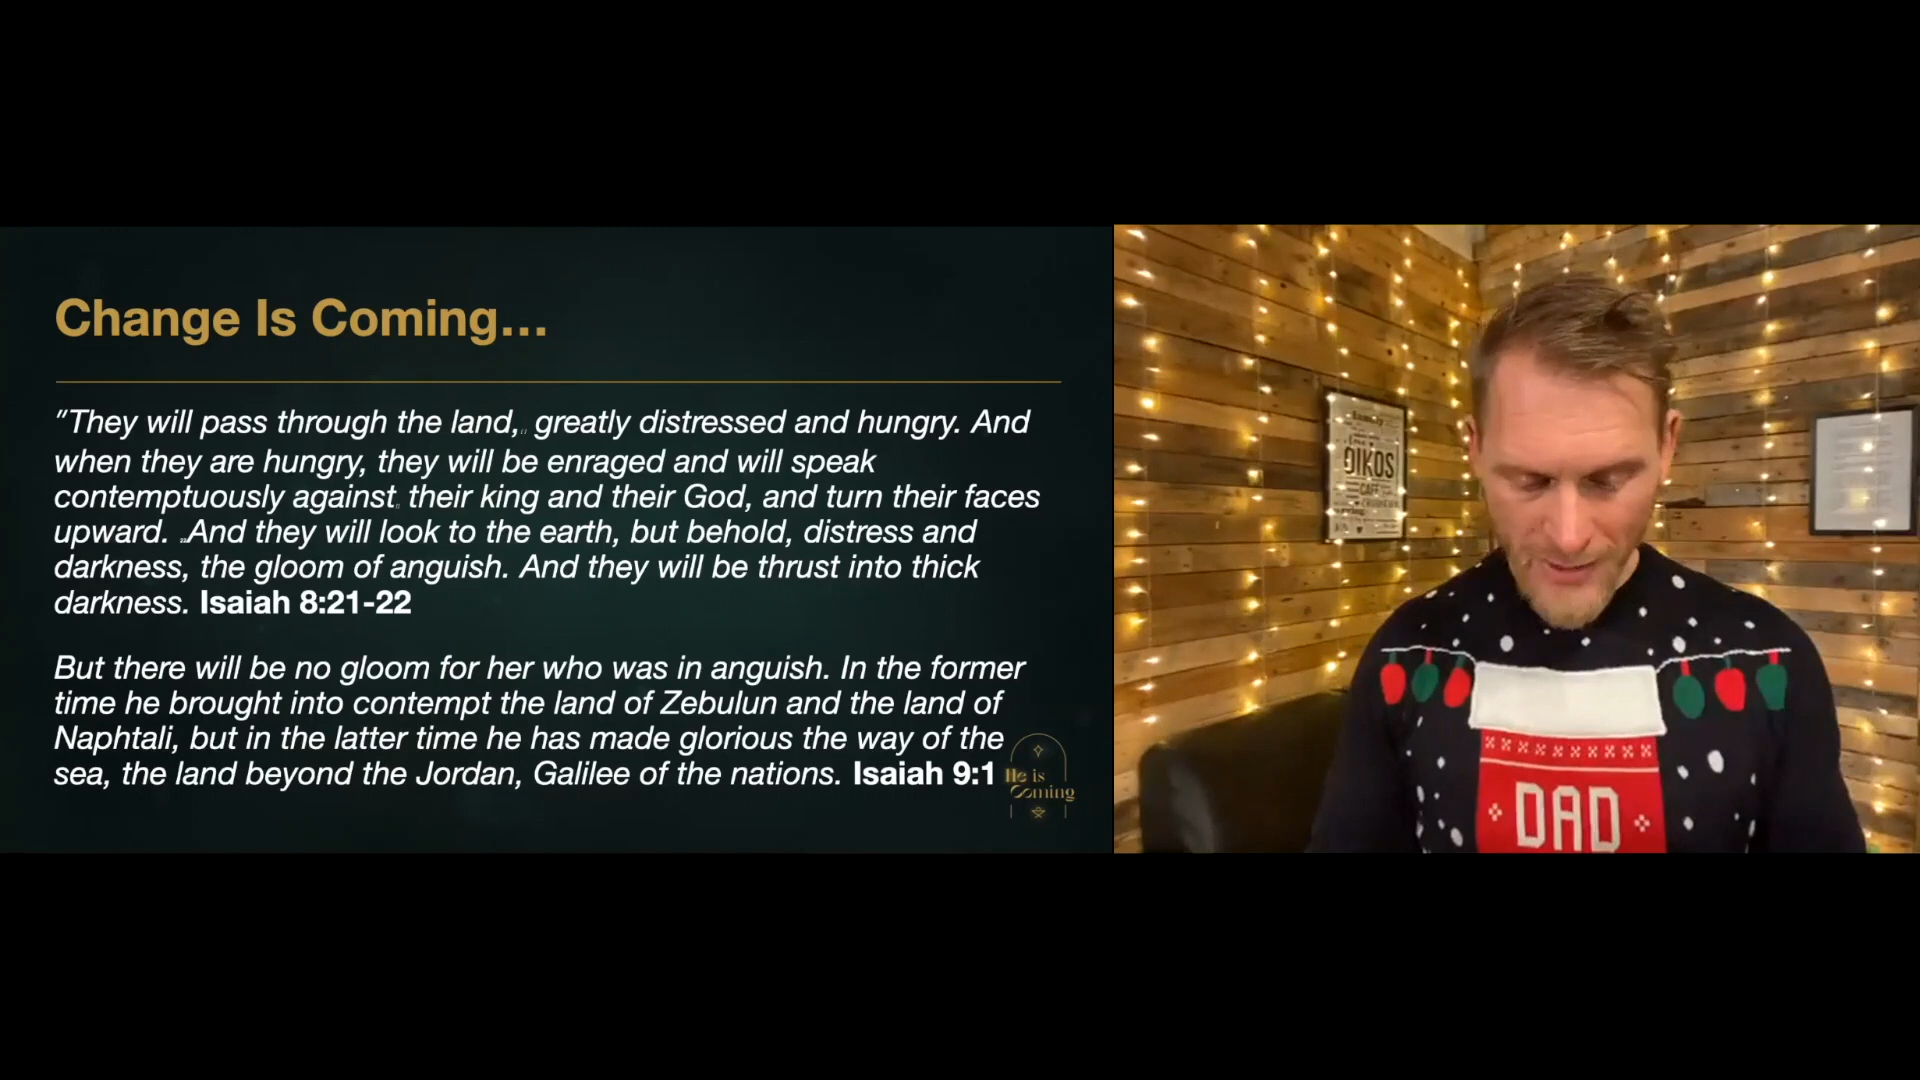 Change Is Coming...
"They will pass through the land, greatly distressed and hungry. And
when they are hungry, they will be enraged and will speak
contemptuously against their king and their God, and turn their faces
upward. And they will look to the earth, but behold, distress and
darkness, the gloom of anguish. And they will be thrust into thick
darkness. Isaiah 8:21-22
But there will be no gloom for her who was in anguish. In the former
time he brought into contempt the land of Zebulun and the land of
Naphtali, but in the latter time he has made glorious the way of the
sea, the land beyond the Jordan, Galilee of the nations. Isaiah 9:1
He is
Coming
OIKOS
CAFE
DAD